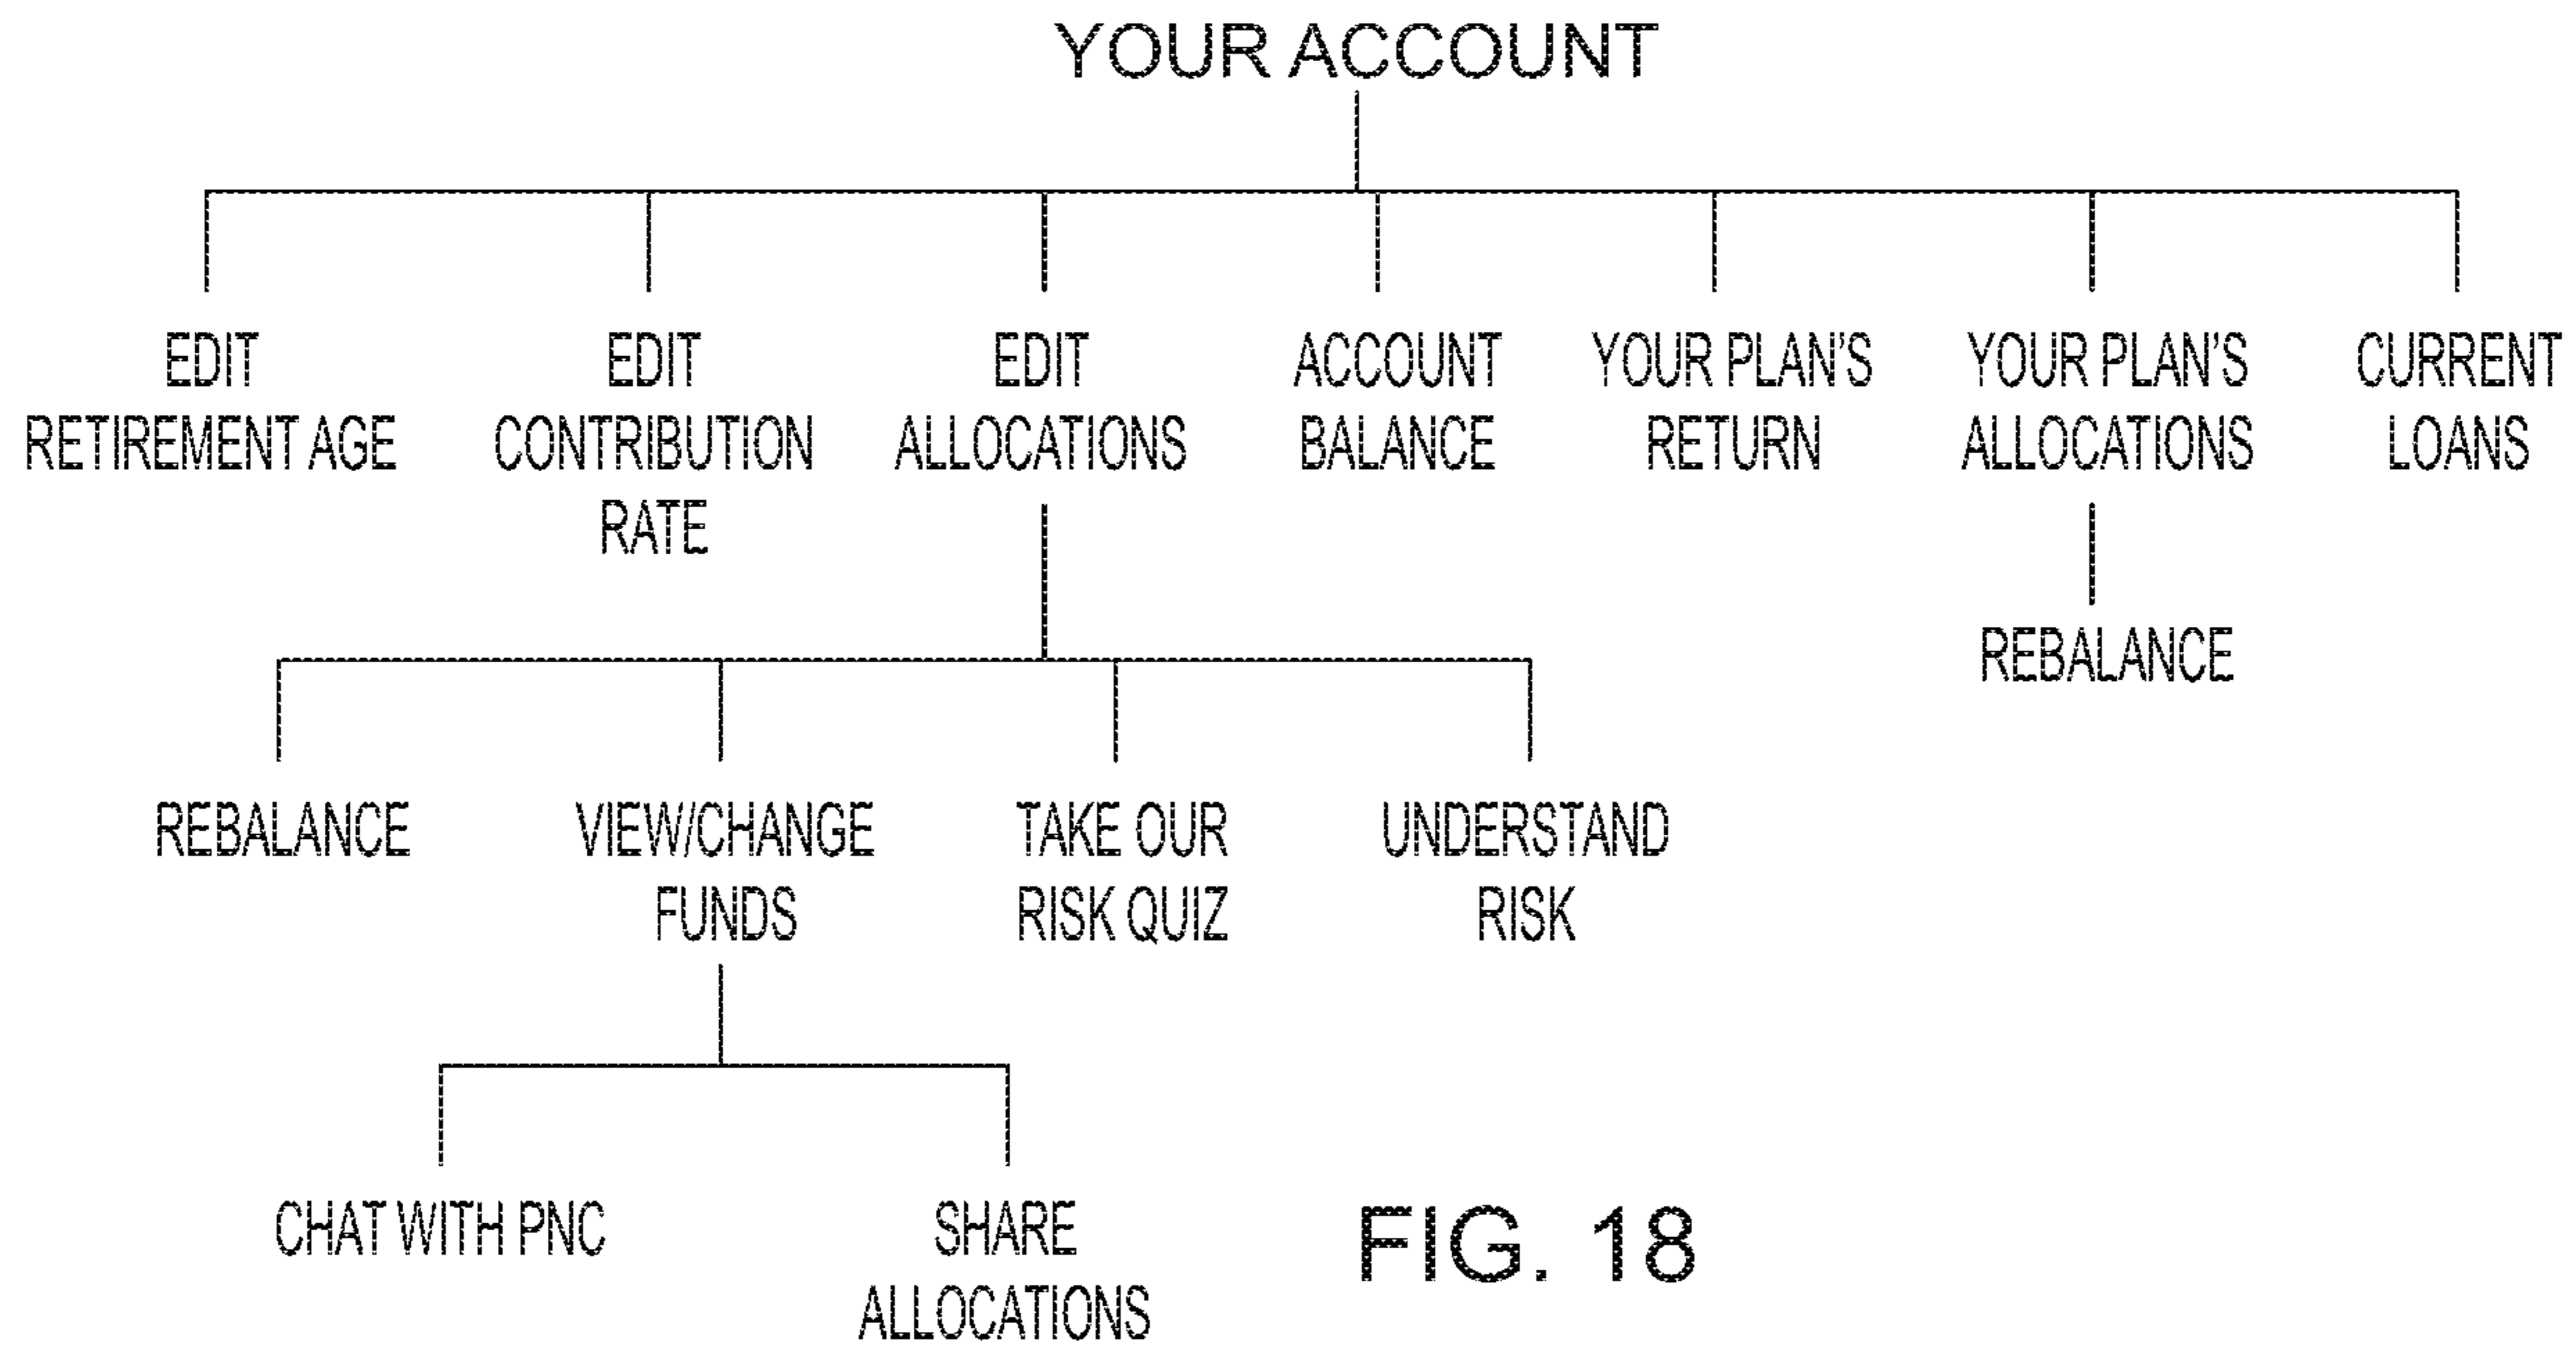 YOUR ACCOUNT
EDIT
RETIREMENT AGE
EDIT
CONTRIBUTION
RATE
EDIT
ALLOCATIONS
ACCOUNT
BALANCE
YOUR PLAN'S
RETURN
YOUR PLAN'S
ALLOCATIONS
CURRENT
LOANS
REBALANCE
REBALANCE
VIEW/CHANGE
FUNDS
TAKE OUR
RISK QUIZ
UNDERSTAND
RISK
CHAT WITH PNC
SHARE
ALLOCATIONS
FIG. 18